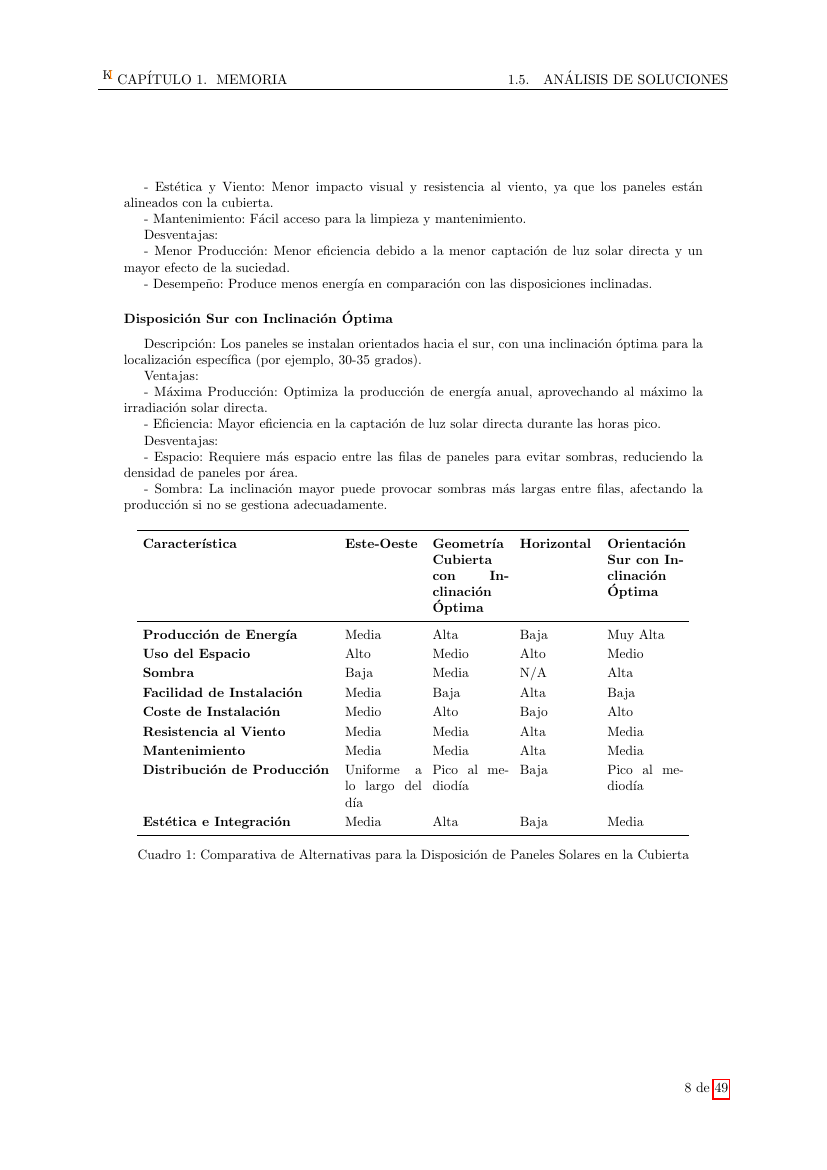 K CAPÍTULO 1. MEMORIA 1.5. ANÁLISIS DE SOLUCIONES
- Estética y Viento: Menor impacto visual y resistencia al viento, ya que los paneles están
alineados con la cubierta.
- Mantenimiento: Fácil acceso para la limpieza y mantenimiento.
Desventajas:
- Menor Producción: Menor eficiencia debido a la menor captación de luz solar directa y un
mayor efecto de la suciedad.
- Desempeño: Produce menos energía en comparación con las disposiciones inclinadas.
Disposición Sur con Inclinación Óptima
Descripción: Los paneles se instalan orientados hacia el sur, con una inclinación óptima para la
localización específica (por ejemplo, 30-35 grados).
Ventajas:
- Máxima Producción: Optimiza la producción de energía anual, aprovechando al máximo la
irradiación solar directa.
- Eficiencia: Mayor eficiencia en la captación de luz solar directa durante las horas pico.
Desventajas:
- Espacio: Requiere más espacio entre las filas de paneles para evitar sombras, reduciendo la
densidad de paneles por área.
- Sombra: La inclinación mayor puede provocar sombras más largas entre filas, afectando la
producción si no se gestiona adecuadamente.
Característica Este-Oeste Geometría Horizontal Orientación
Cubierta Sur con In-
con In- clinación
clinación Óptima
Óptima
Producción de Energía Media Alta Baja Muy Alta
Uso del Espacio Alto Medio Alto Medio
Sombra Baja Media N/A Alta
Facilidad de Instalación Media Baja Alta Baja
Coste de Instalación Medio Alto Bajo Alto
Resistencia al Viento Media Media Alta Media
Mantenimiento Media Media Alta Media
Distribución de Producción Uniforme a Pico al me- Baja Pico al me-
lo largo del diodía diodía
día
Estética e Integración Media Alta Baja Media
Cuadro 1: Comparativa de Alternativas para la Disposición de Paneles Solares en la Cubierta
8 de 49